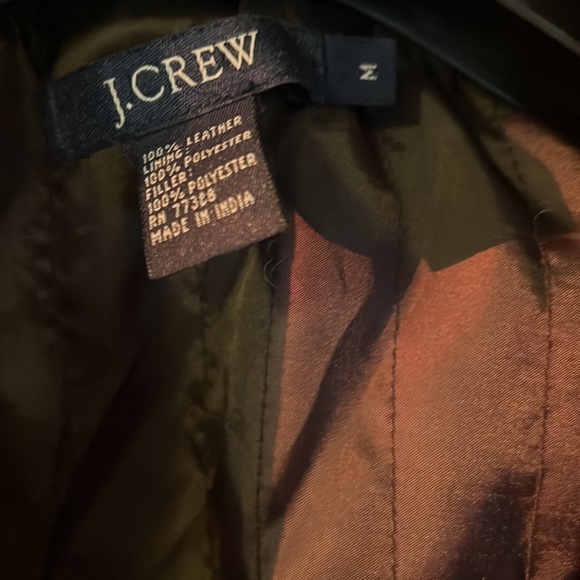 J.CREW
M
100% LEATHER
LINING:
100% POLYESTER
FILLER:
100% POLYESTER
RN 77388
MADE IN INDIA